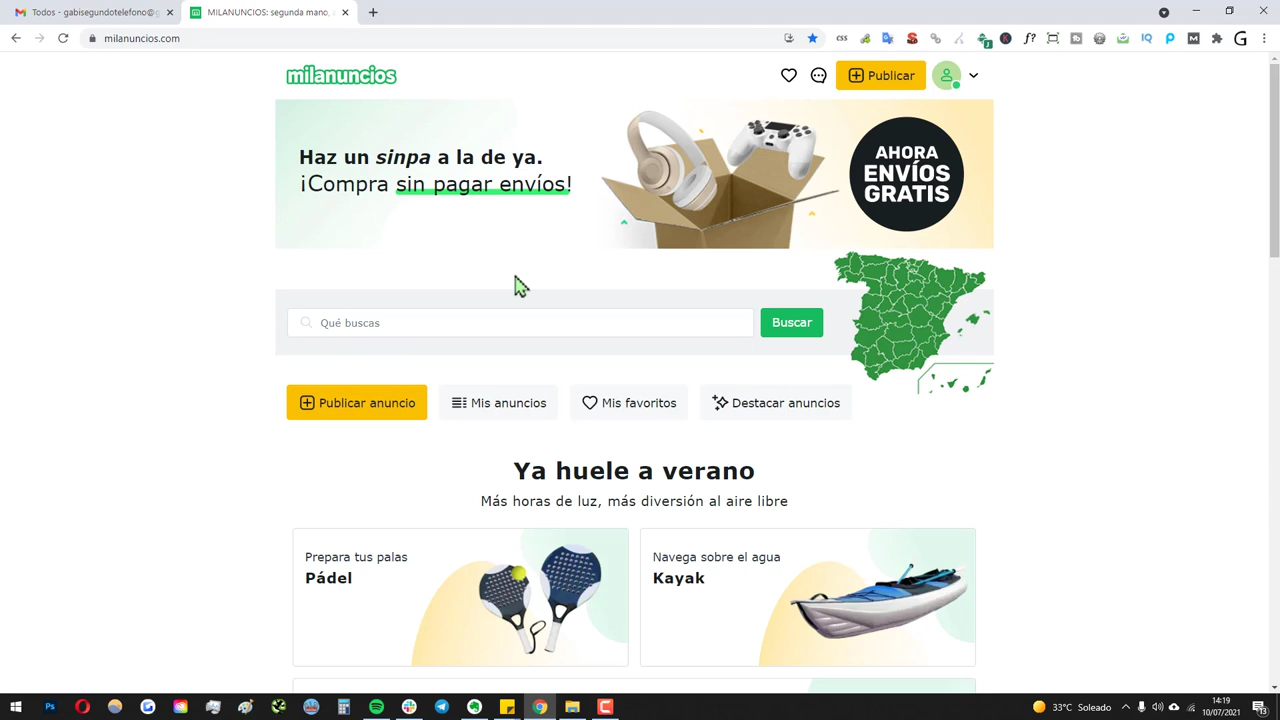 Todos - gabisegundotelefono@g
MILANUNCIOS: segunda mano, a
milanuncios.com
milanuncios
Publicar
Haz un sinpa a la de ya.
¡Compra sin pagar envíos!
AHORA
ENVÍOS
GRATIS
Qué buscas
Buscar
Publicar anuncio
Mis anuncios
Mis favoritos
Destacar anuncios
Ya huele a verano
Más horas de luz, más diversión al aire libre
Prepara tus palas
Pádel
Navega sobre el agua
Kayak
33°C Soleado
14:19
10/07/2021